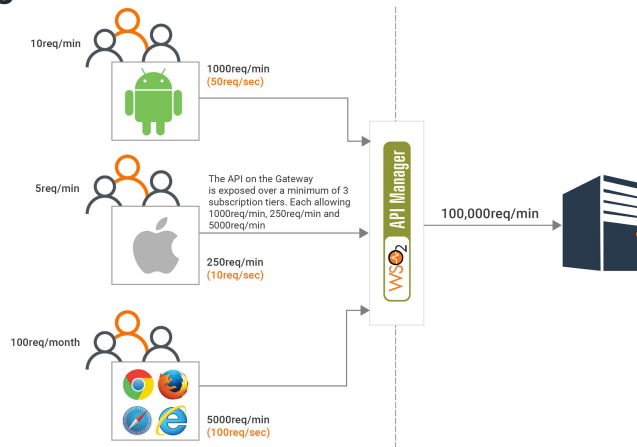 10req/min
1000req/min
(50req/sec)
5req/min
The API on the Gateway
is exposed over a minimum of 3
subscription tiers. Each allowing
1000req/min, 250req/min and
5000req/min
250req/min
(10req/sec)
100req/month
5000req/min
(100req/sec)
WSO2 API Manager
100,000req/min